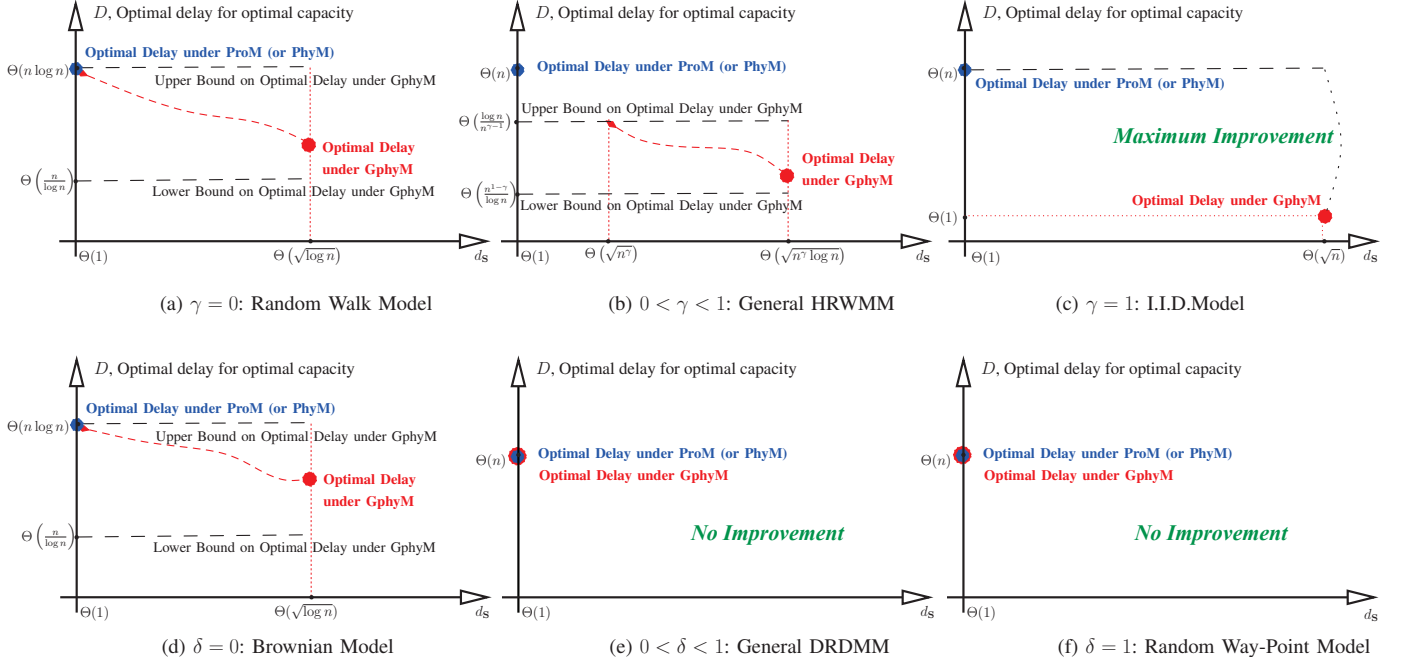 D, Optimal delay for optimal capacity
Optimal Delay under ProM (or PhyM)
Θ(n log n)
Upper Bound on Optimal Delay under GphyM
Optimal Delay
under GphyM
Θ(n/log n)
Lower Bound on Optimal Delay under GphyM
Θ(1)
Θ(√log n)
d_S
(a) γ = 0: Random Walk Model
D, Optimal delay for optimal capacity
Θ(n)
Optimal Delay under ProM (or PhyM)
Upper Bound on Optimal Delay under GphyM
Θ(log n/n^{γ−1})
Optimal Delay
under GphyM
Θ(n^{1−γ}/log n)
Lower Bound on Optimal Delay under GphyM
Θ(1)
Θ(√n^γ)
Θ(√n^γ log n)
d_S
(b) 0 < γ < 1: General HRWMM
D, Optimal delay for optimal capacity
Θ(n)
Optimal Delay under ProM (or PhyM)
Maximum Improvement
Optimal Delay under GphyM
Θ(1)
Θ(1)
Θ(√n)
d_S
(c) γ = 1: I.I.D.Model
D, Optimal delay for optimal capacity
Optimal Delay under ProM (or PhyM)
Θ(n log n)
Upper Bound on Optimal Delay under GphyM
Optimal Delay
under GphyM
Θ(n/log n)
Lower Bound on Optimal Delay under GphyM
Θ(1)
Θ(√log n)
d_S
(d) δ = 0: Brownian Model
D, Optimal delay for optimal capacity
Θ(n)
Optimal Delay under ProM (or PhyM)
Optimal Delay under GphyM
No Improvement
Θ(1)
d_S
(e) 0 < δ < 1: General DRDMM
D, Optimal delay for optimal capacity
Θ(n)
Optimal Delay under ProM (or PhyM)
Optimal Delay under GphyM
No Improvement
Θ(1)
d_S
(f) δ = 1: Random Way-Point Model